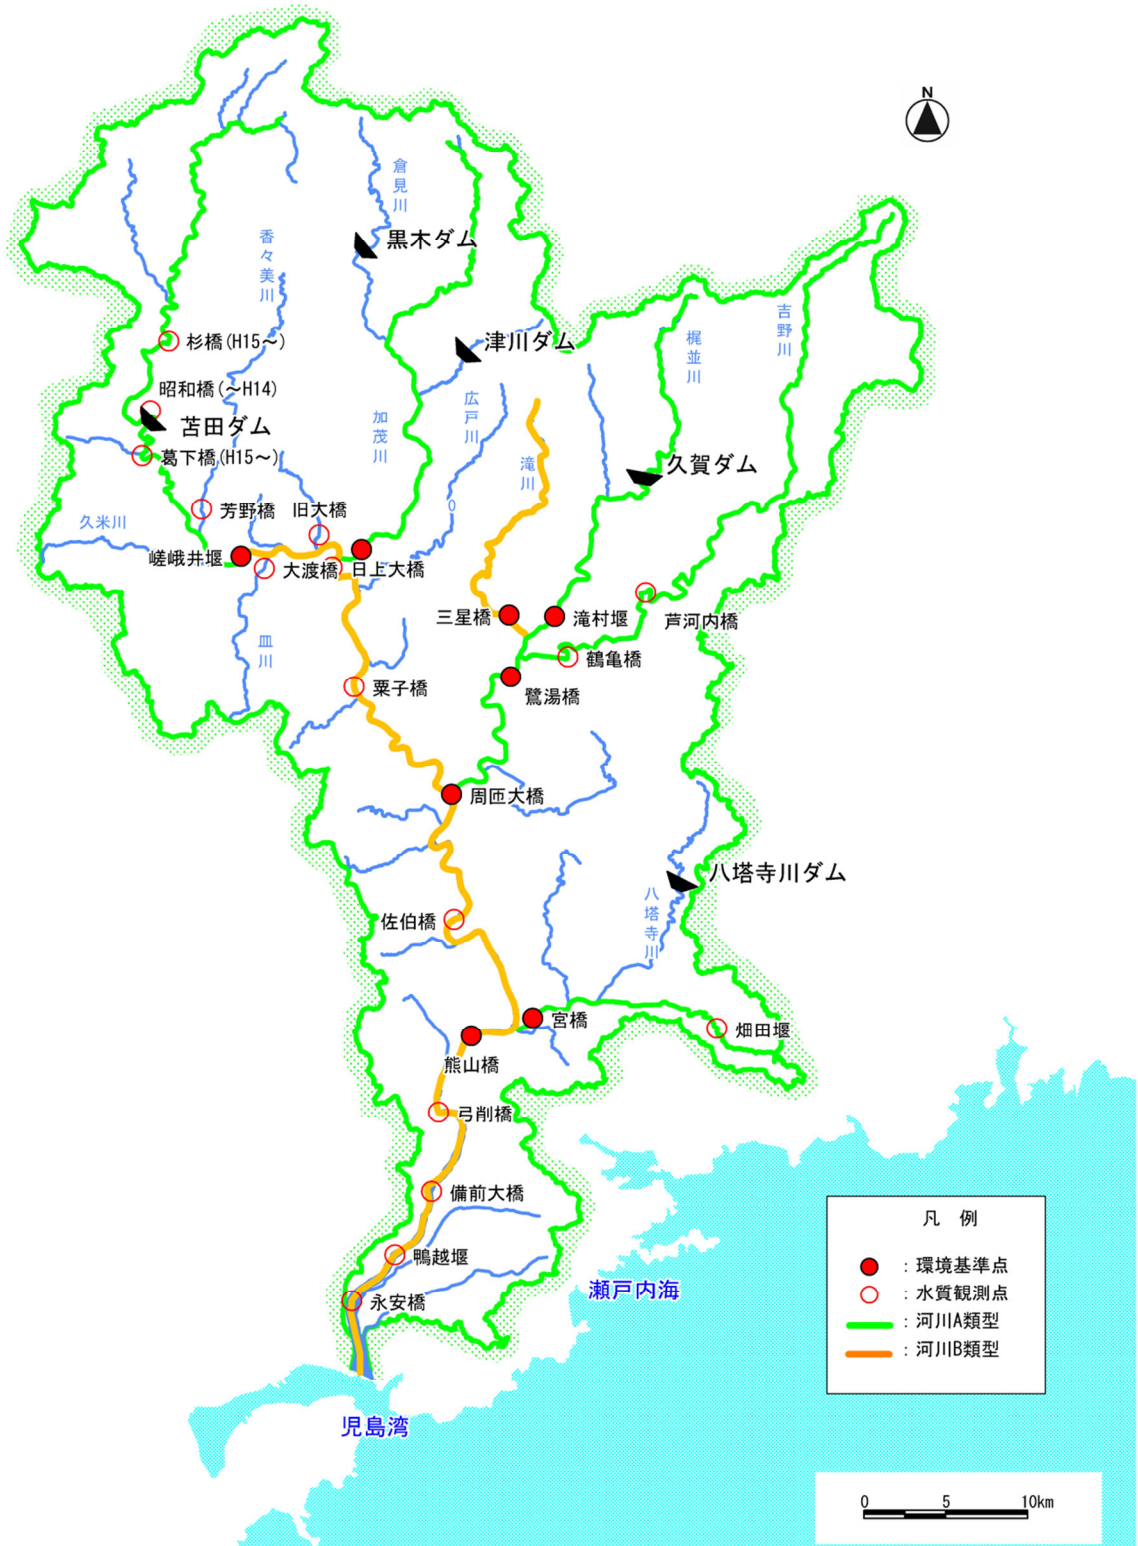 N
倉見川
黒木ダム
香々美川
吉野川
杉橋(H15~)
津川ダム
梶並川
昭和橋(~H14)
広戸川
苫田ダム
加茂川
滝川
久賀ダム
葛下橋(H15~)
芳野橋
旧大橋
0
久米川
嵯峨井堰
大渡橋
日上大橋
三星橋
滝村堰
芦河内橋
皿川
鶴亀橋
粟子橋
鷺湯橋
周匝大橋
八塔寺川ダム
八塔寺川
佐伯橋
宮橋
畑田堰
熊山橋
弓削橋
備前大橋
鴨越堰
永安橋
瀬戸内海
児島湾
凡 例
：環境基準点
：水質観測点
：河川A類型
：河川B類型
0 5 10km